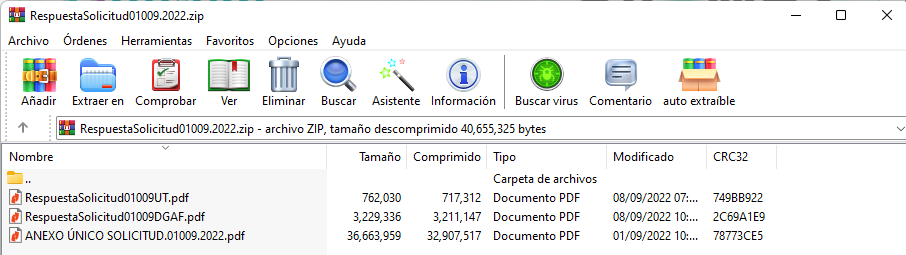 RespuestaSolicitud01009.2022.zip
Archivo Órdenes Herramientas Favoritos Opciones Ayuda
Añadir Extraer en Comprobar Ver Eliminar Buscar Asistente Información Buscar virus Comentario auto extraíble
RespuestaSolicitud01009.2022.zip - archivo ZIP, tamaño descomprimido 40,655,325 bytes
Nombre Tamaño Comprimido Tipo Modificado CRC32
.. Carpeta de archivos
RespuestaSolicitud01009UT.pdf 762,030 717,312 Documento PDF 08/09/2022 07:... 749BB922
RespuestaSolicitud01009DGAF.pdf 3,229,336 3,211,147 Documento PDF 08/09/2022 10:... 2C69A1E9
ANEXO ÚNICO SOLICITUD.01009.2022.pdf 36,663,959 32,907,517 Documento PDF 01/09/2022 10:... 78773CE5